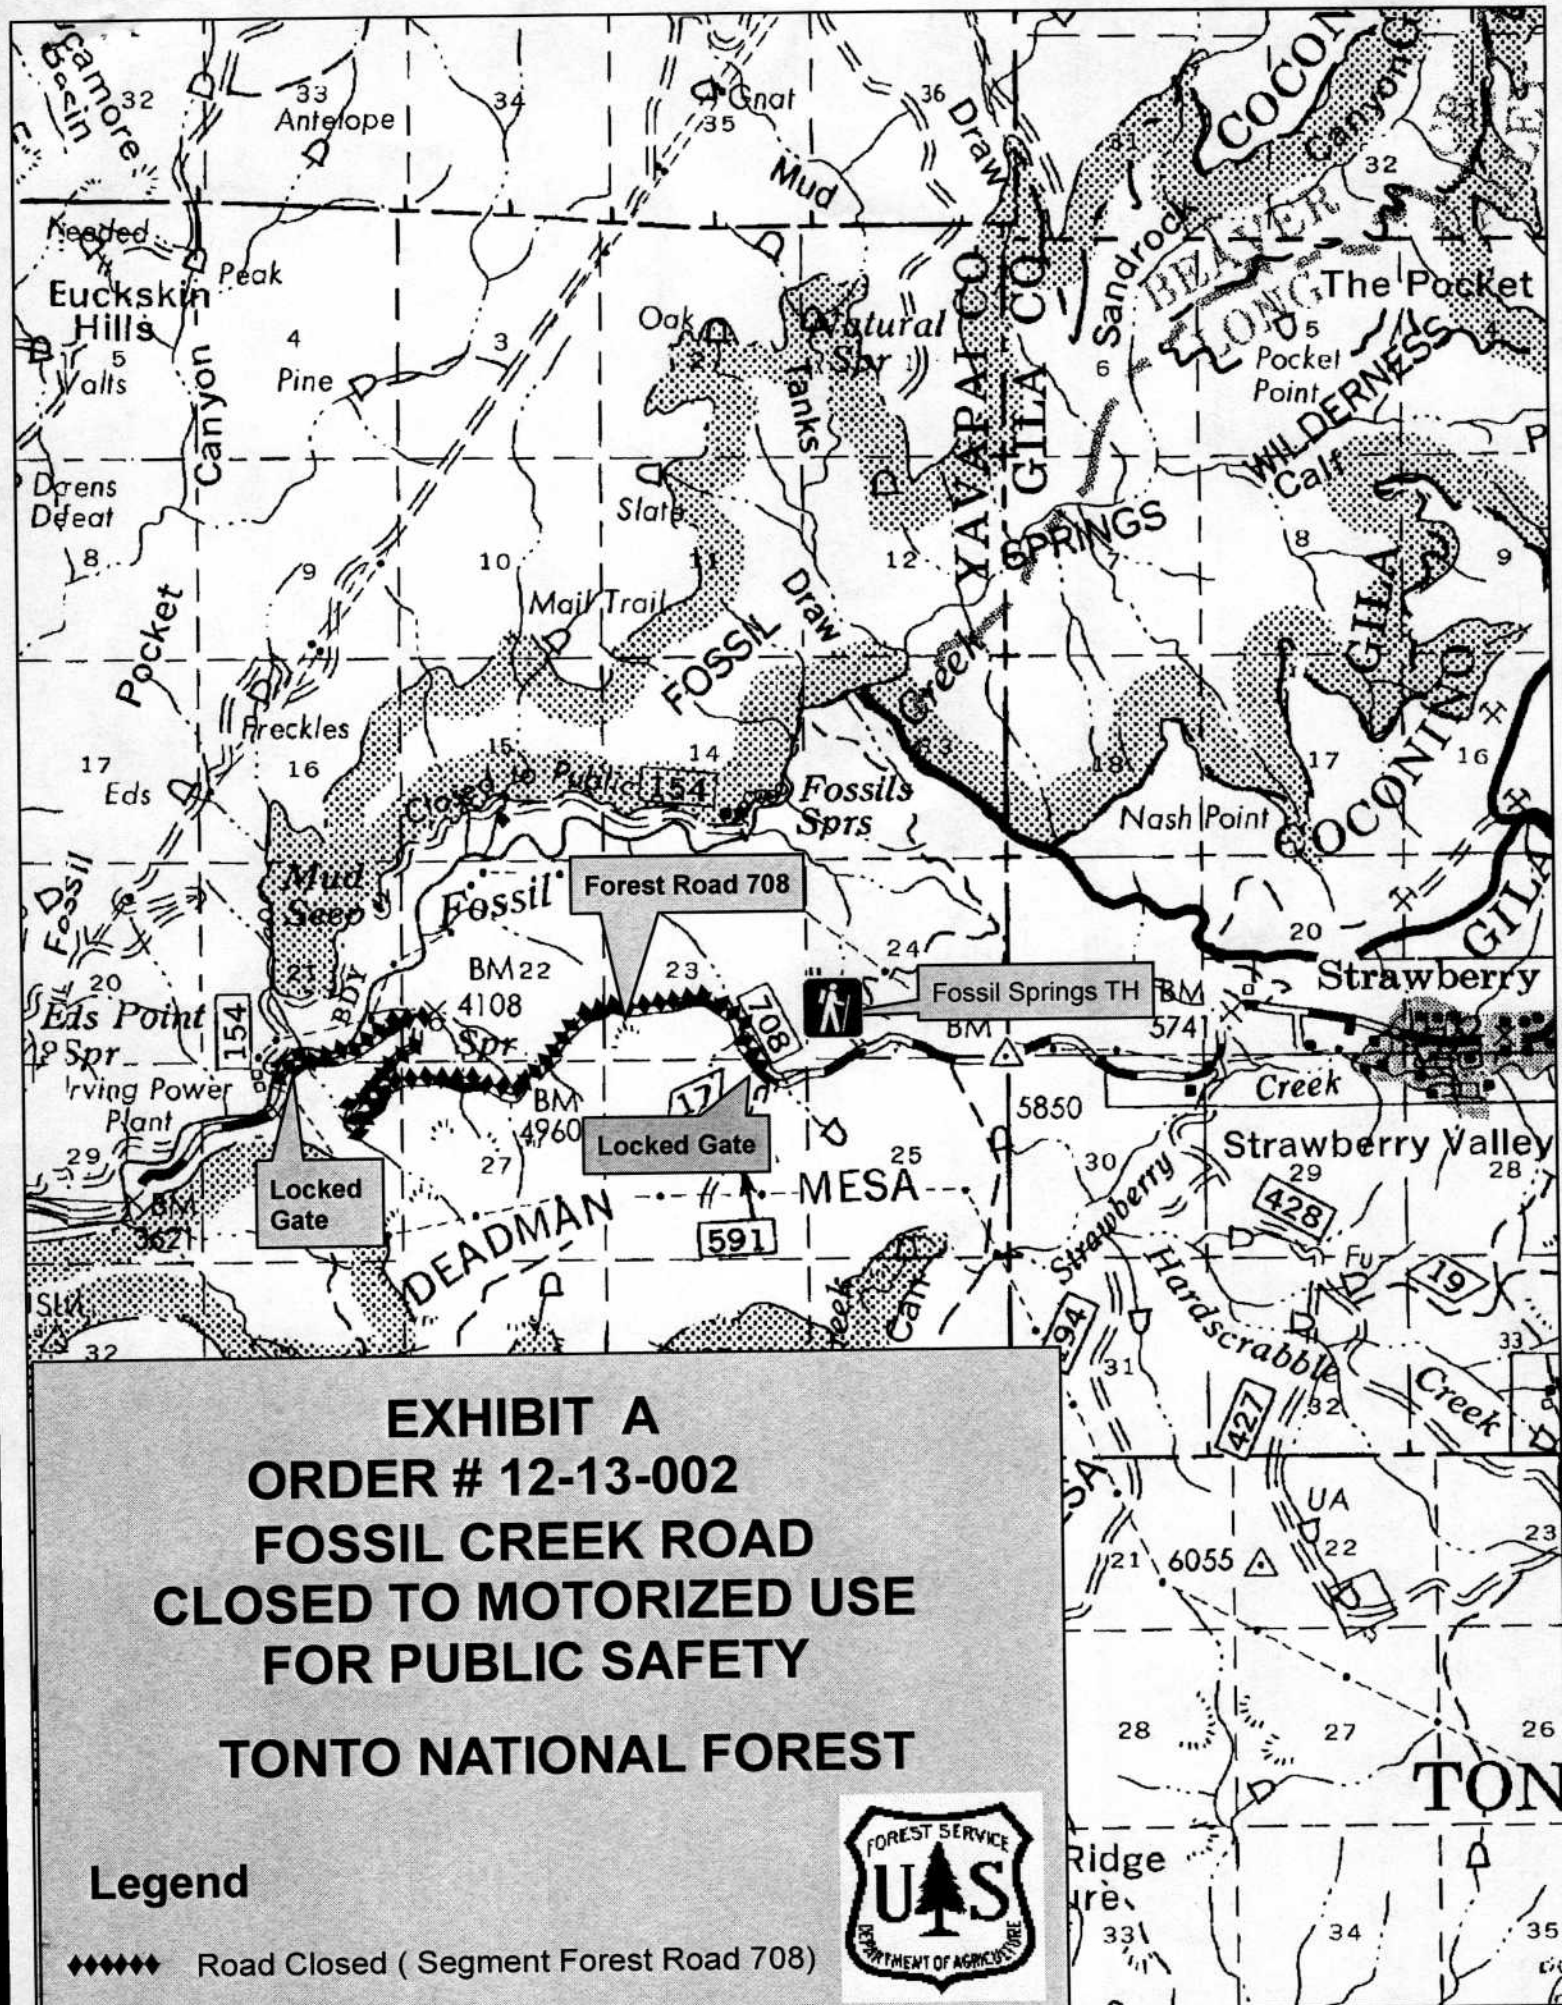 32
33
Antelope
34
Gnat
35
36
Draw
31
COCON
Canyon
32
Mud
Peak
Hills
4
3
5
Pine
Canyon
Oak
2
Natural
Spr
1
Tanks
YAVAPAI CO
GILA CO
Sandrock
BEAVER
LONG
The Pocket
5
4
6
Pocket
Point
WILDERNESS
Calf
P
Defeat
8
9
10
Slate
11
12
SPRINGS
7
8
9
Mail Trail
Draw
FOSSIL
Creek
Pocket
GILA
COCONINO
Freckles
17
Eds
16
15
14
18
17
16
Closed to Public
154
Fossils
Sprs
Nash Point
Mud
Seep
Fossil
Fossil
Forest Road 708
GILA
20
24
20
21
BDY
BM 22
4108
Spr
23
708
Fossil Springs TH
BM
BM
5741
Strawberry
Eds Point
Spr
154
Irving Power
Plant
Creek
BM
4960
177
5850
29
27
Locked Gate
25
30
Strawberry Valley
29
28
BM
3621
Locked
Gate
DEADMAN
MESA
591
Strawberry
428
Hardscrabble
19
Creek
32
194
31
33
427
32
EXHIBIT A
ORDER # 12-13-002
FOSSIL CREEK ROAD
CLOSED TO MOTORIZED USE
FOR PUBLIC SAFETY
TONTO NATIONAL FOREST
Legend
Road Closed ( Segment Forest Road 708)
FOREST SERVICE
U S
DEPARTMENT OF AGRICULTURE
UA
21
6055
22
23
28
27
26
TON
Ridge
33
34
35